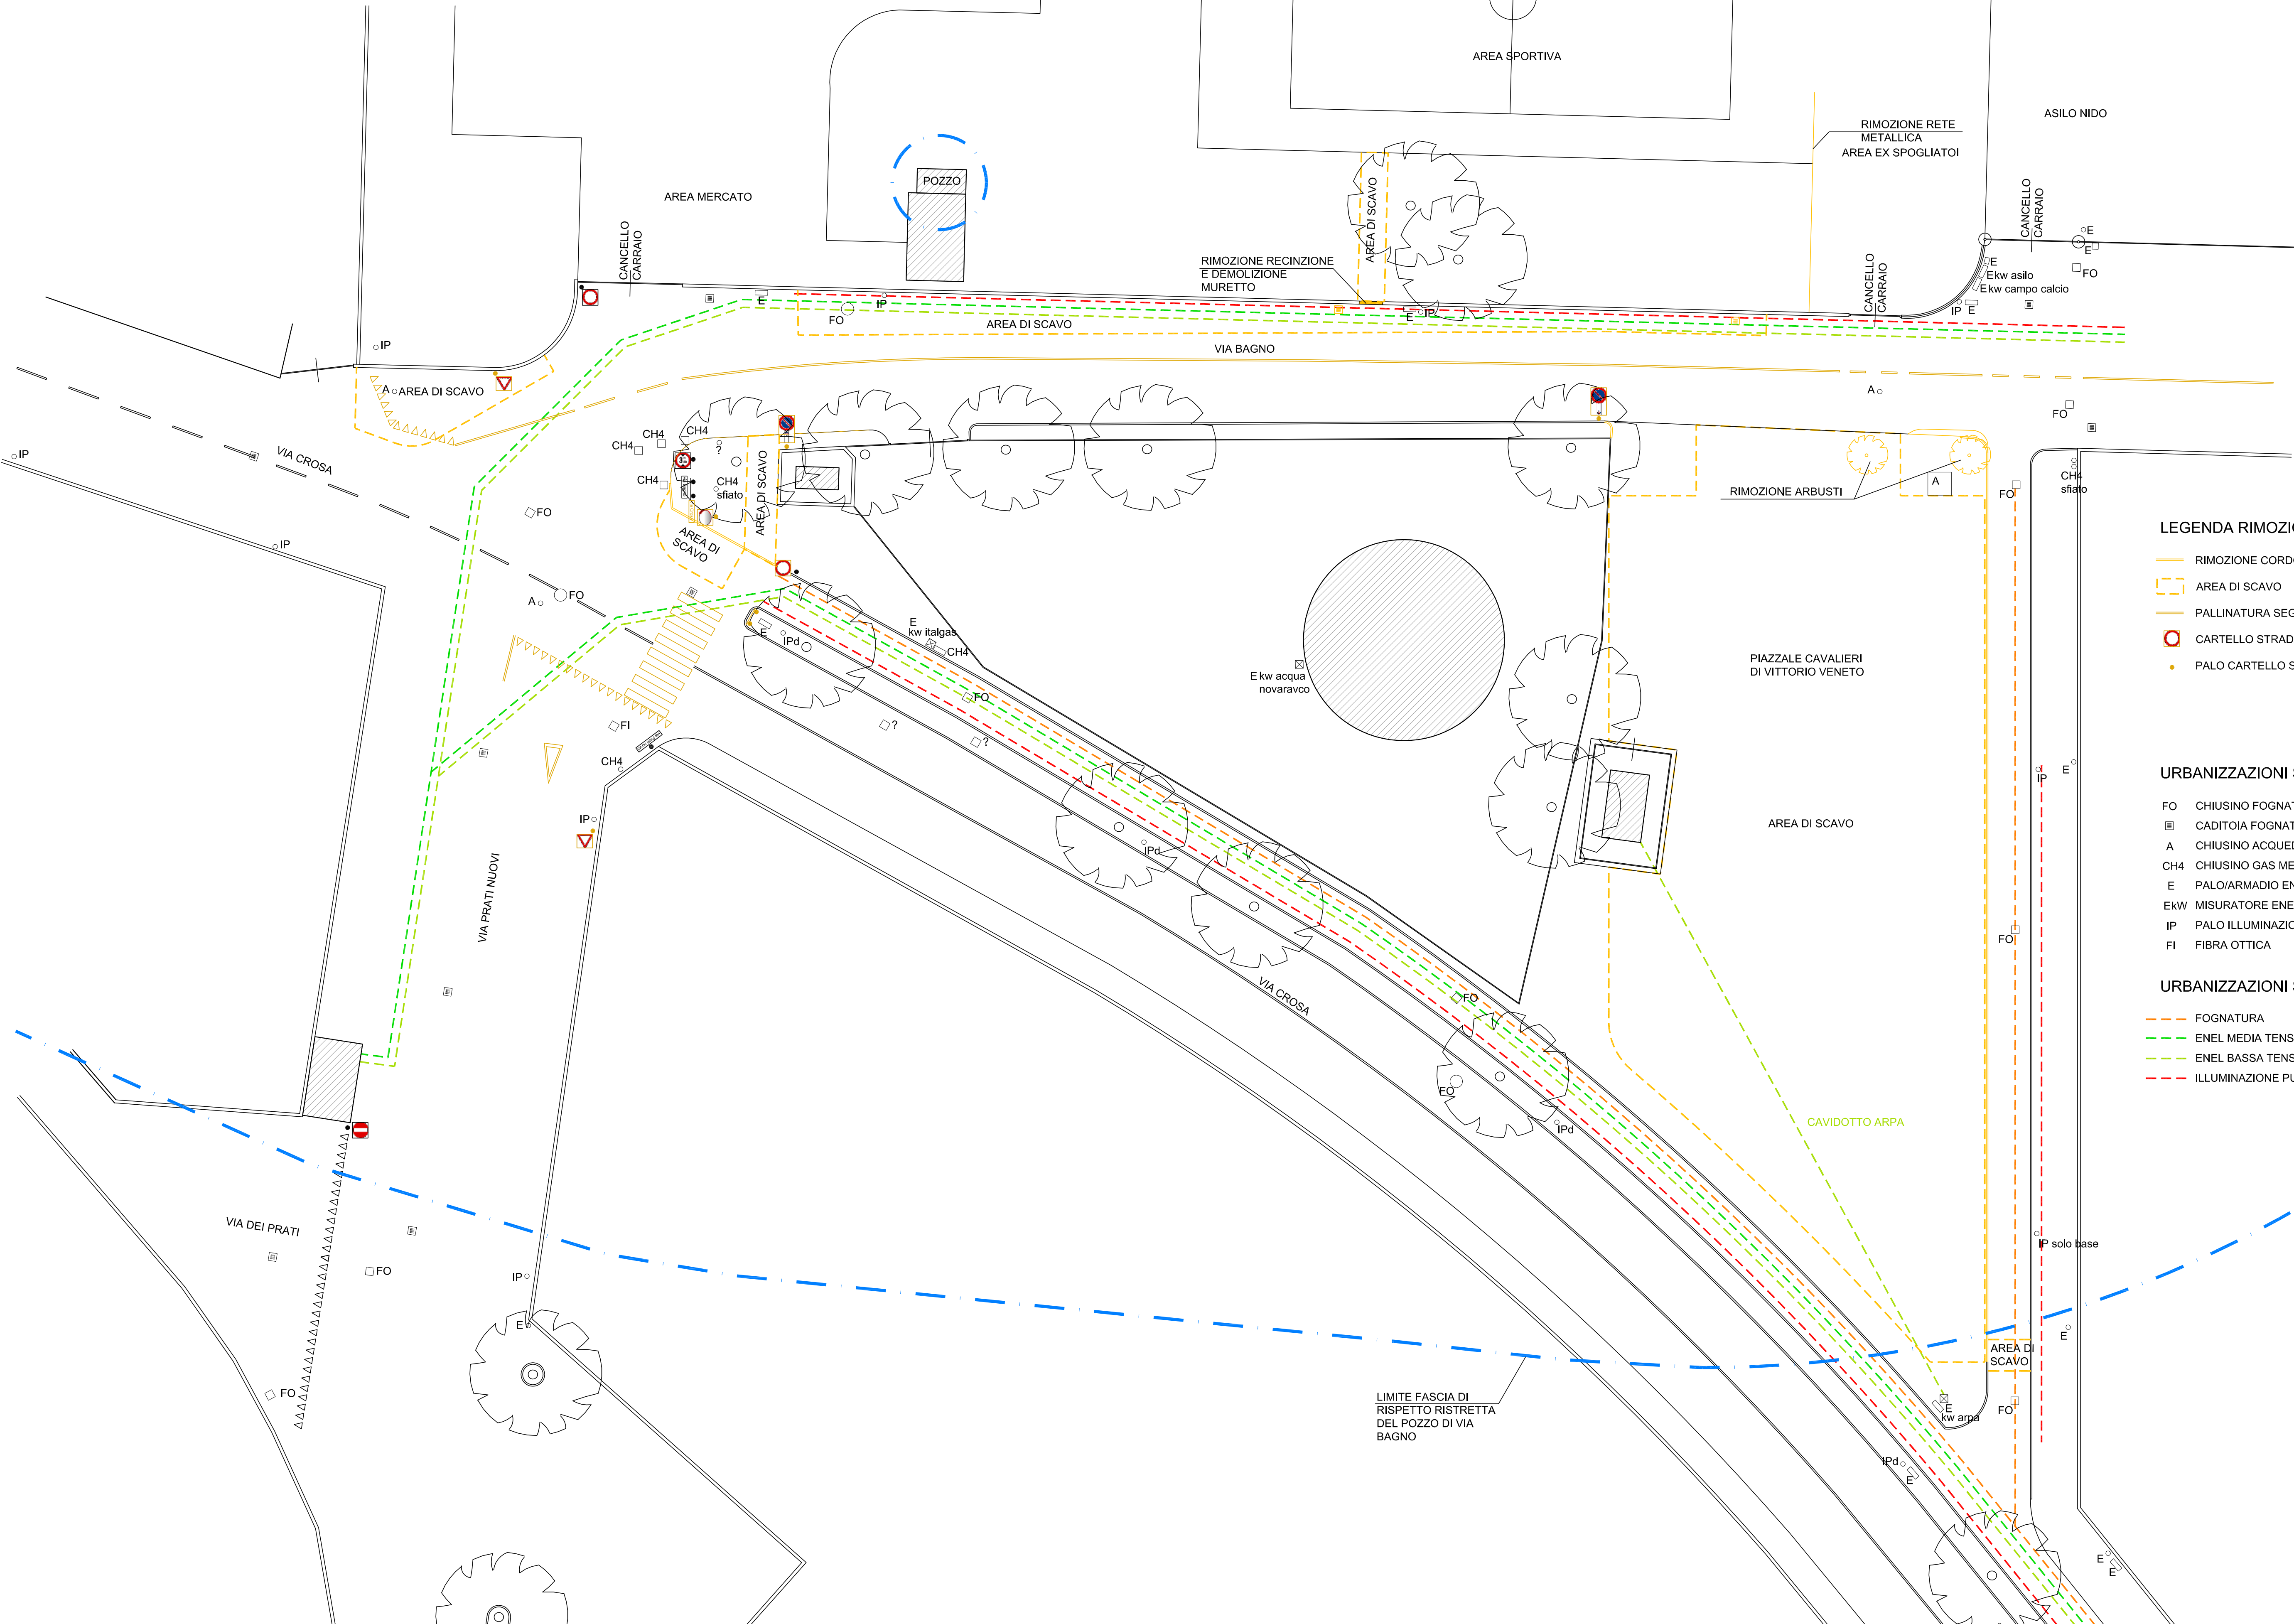 AREA SPORTIVA
RIMOZIONE RETE
METALLICA
AREA EX SPOGLIATOI
ASILO NIDO
AREA MERCATO
POZZO
CANCELLO
CARRAIO
AREA DI SCAVO
CANCELLO
CARRAIO
CANCELLO
CARRAIO
E
E
FO
E
E kw asilo
E kw campo calcio
IP
E
RIMOZIONE RECINZIONE
E DEMOLIZIONE
MURETTO
E
IP
FO
AREA DI SCAVO
E
IP
VIA BAGNO
IP
A
AREA DI SCAVO
A
FO
VIA CROSA
IP
CH4
CH4
CH4
?
CH4
CH4
sfiato
30
AREA DI SCAVO
AREA DI
SCAVO
RIMOZIONE ARBUSTI
A
FO
CH4
sfiato
FO
IP
A
FO
E
IPd
E
kw italgas
CH4
FO
?
?
E kw acqua
novaravco
PIAZZALE CAVALIERI
DI VITTORIO VENETO
AREA DI SCAVO
FI
CH4
IP
VIA PRATI NUOVI
IPd
VIA CROSA
FO
FO
IPd
CAVIDOTTO ARPA
IP
E
FO
IP solo base
E
AREA DI
SCAVO
FO
E
kw arpa
IPd
E
E
E
VIA DEI PRATI
FO
IP
E
FO
LIMITE FASCIA DI
RISPETTO RISTRETTA
DEL POZZO DI VIA
BAGNO
LEGENDA RIMOZI
RIMOZIONE CORD
AREA DI SCAVO
PALLINATURA SEG
CARTELLO STRAD
PALO CARTELLO S
URBANIZZAZIONI
FO CHIUSINO FOGNAT
CADITOIA FOGNAT
A CHIUSINO ACQUED
CH4 CHIUSINO GAS ME
E PALO/ARMADIO EN
EkW MISURATORE ENE
IP PALO ILLUMINAZIO
FI FIBRA OTTICA
URBANIZZAZIONI
FOGNATURA
ENEL MEDIA TENS
ENEL BASSA TENS
ILLUMINAZIONE PU